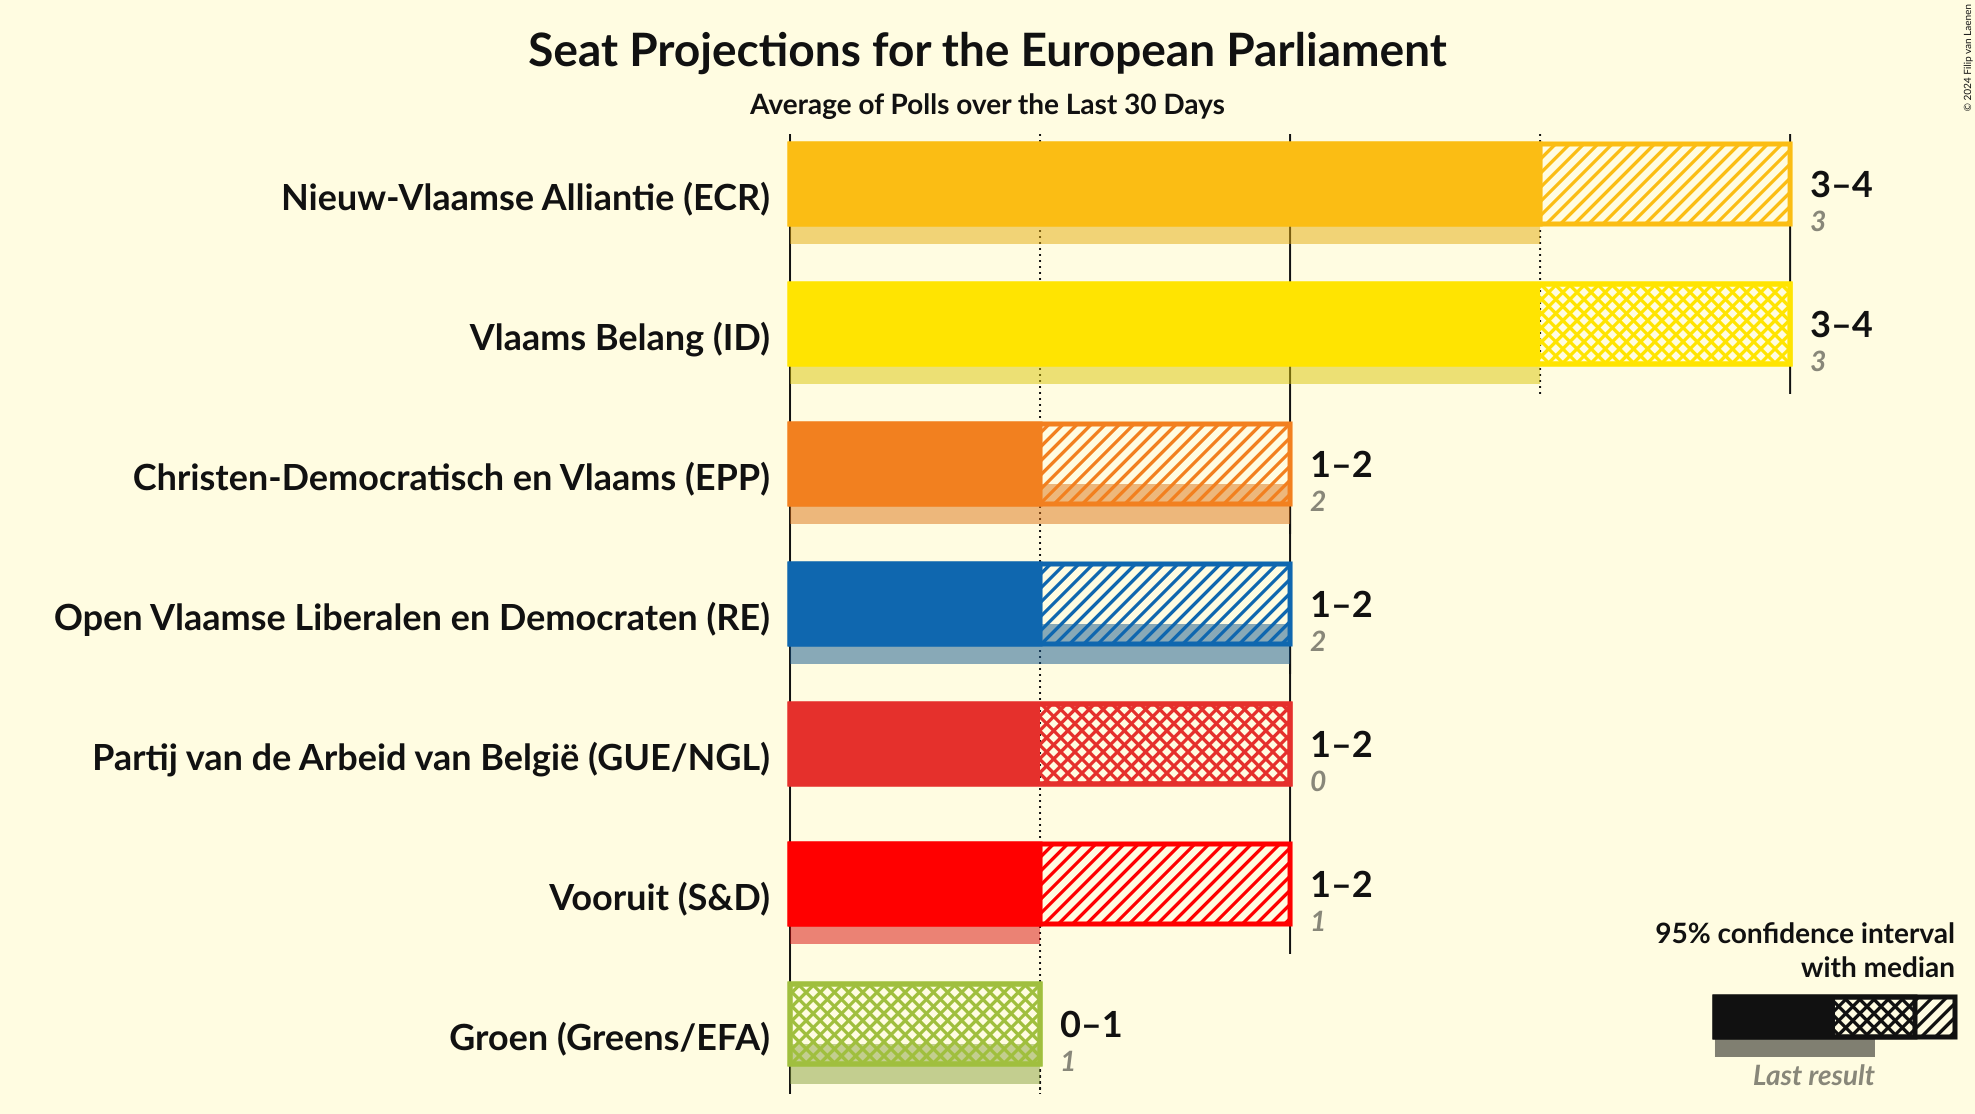 Seat Projections for the European Parliament
Average of Polls over the Last 30 Days
© 2024 Filip van Laenen
Nieuw-Vlaamse Alliantie (ECR)
3–4
3
Vlaams Belang (ID)
3–4
3
Christen-Democratisch en Vlaams (EPP)
1–2
2
Open Vlaamse Liberalen en Democraten (RE)
1–2
2
Partij van de Arbeid van België (GUE/NGL)
1–2
0
Vooruit (S&D)
1–2
1
Groen (Greens/EFA)
0–1
1
95% confidence interval
with median
Last result